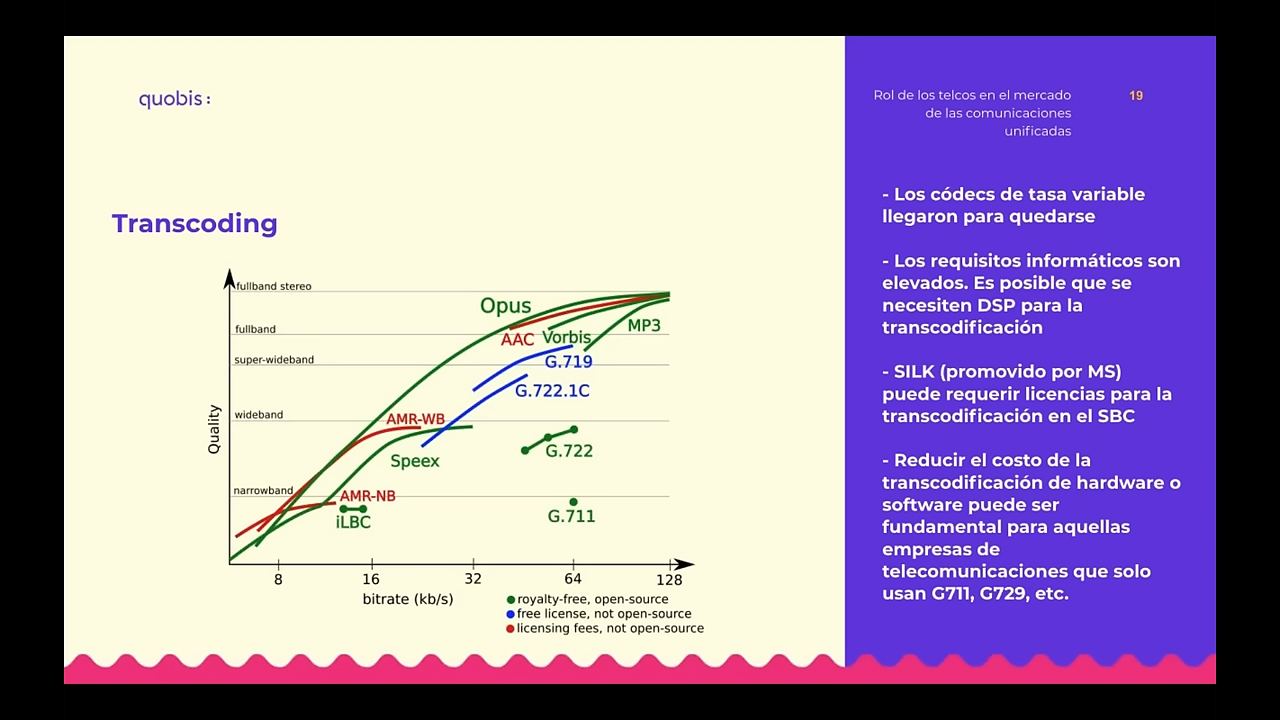 quobis:
Rol de los telcos en el mercado
de las comunicaciones
unificadas
19
Transcoding
fullband stereo
fullband
super-wideband
wideband
narrowband
Quality
Opus
AAC
Vorbis
MP3
G.719
G.722.1C
AMR-WB
Speex
G.722
AMR-NB
iLBC
G.711
8
16
32
64
128
bitrate (kb/s)
royalty-free, open-source
free license, not open-source
licensing fees, not open-source
- Los códecs de tasa variable
llegaron para quedarse
- Los requisitos informáticos son
elevados. Es posible que se
necesiten DSP para la
transcodificación
- SILK (promovido por MS)
puede requerir licencias para la
transcodificación en el SBC
- Reducir el costo de la
transcodificación de hardware o
software puede ser
fundamental para aquellas
empresas de
telecomunicaciones que solo
usan G711, G729, etc.